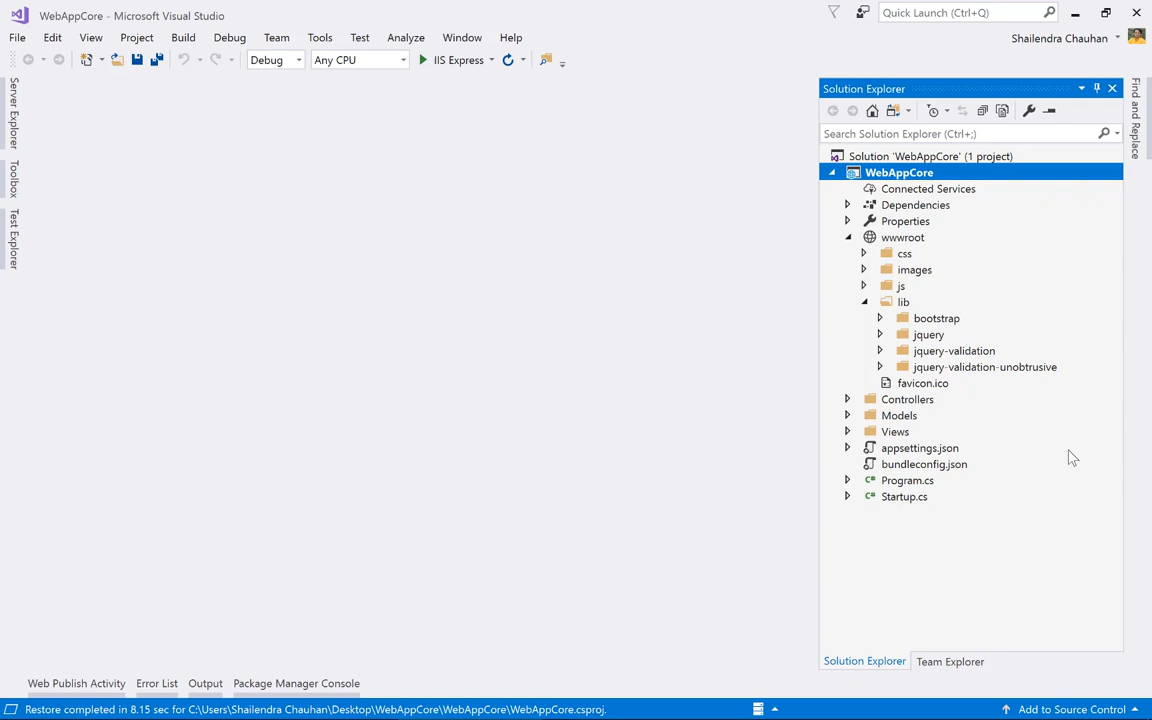 WebAppCore - Microsoft Visual Studio
Quick Launch (Ctrl+Q)
File Edit View Project Build Debug Team Tools Test Analyze Window Help
Shailendra Chauhan
Debug Any CPU IIS Express
Server Explorer
Toolbox
Test Explorer
Solution Explorer
Search Solution Explorer (Ctrl+;)
Solution 'WebAppCore' (1 project)
WebAppCore
Connected Services
Dependencies
Properties
wwwroot
css
images
js
lib
bootstrap
jquery
jquery-validation
jquery-validation-unobtrusive
favicon.ico
Controllers
Models
Views
appsettings.json
bundleconfig.json
C# Program.cs
C# Startup.cs
Solution Explorer Team Explorer
Find and Replace
Web Publish Activity Error List Output Package Manager Console
Restore completed in 8.15 sec for C:\Users\Shailendra Chauhan\Desktop\WebAppCore\WebAppCore\WebAppCore.csproj.
Add to Source Control